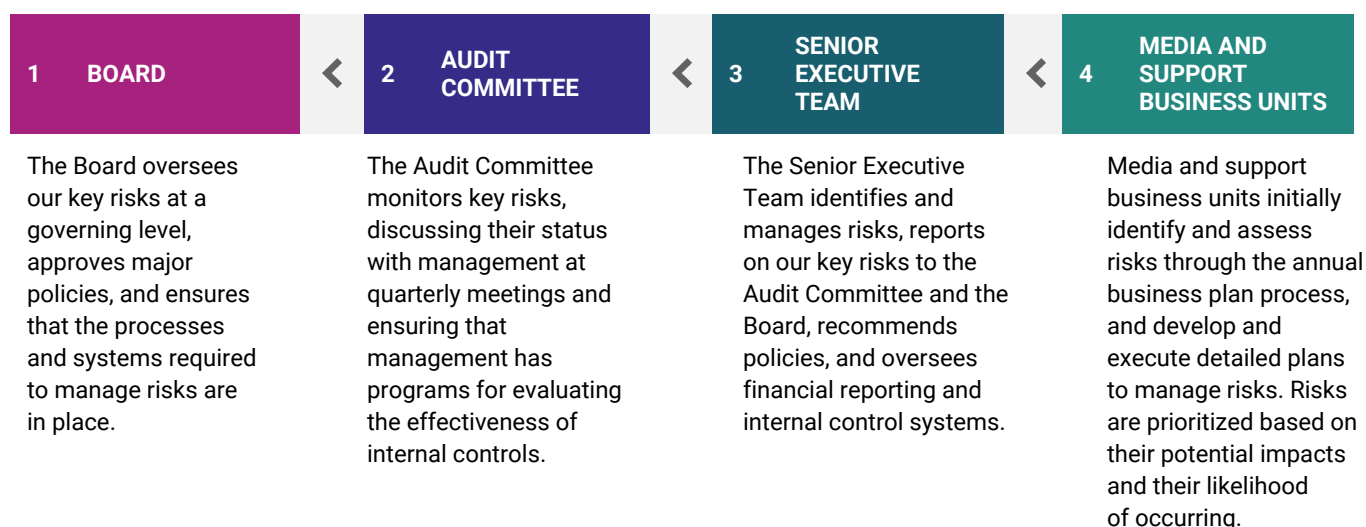 1 BOARD
2 AUDIT
COMMITTEE
3 SENIOR
EXECUTIVE
TEAM
4 MEDIA AND
SUPPORT
BUSINESS UNITS
The Board oversees
our key risks at a
governing level,
approves major
policies, and ensures
that the processes
and systems required
to manage risks are
in place.
The Audit Committee
monitors key risks,
discussing their status
with management at
quarterly meetings and
ensuring that
management has
programs for evaluating
the effectiveness of
internal controls.
The Senior Executive
Team identifies and
manages risks, reports
on our key risks to the
Audit Committee and the
Board, recommends
policies, and oversees
financial reporting and
internal control systems.
Media and support
business units initially
identify and assess
risks through the annual
business plan process,
and develop and
execute detailed plans
to manage risks. Risks
are prioritized based on
their potential impacts
and their likelihood
of occurring.